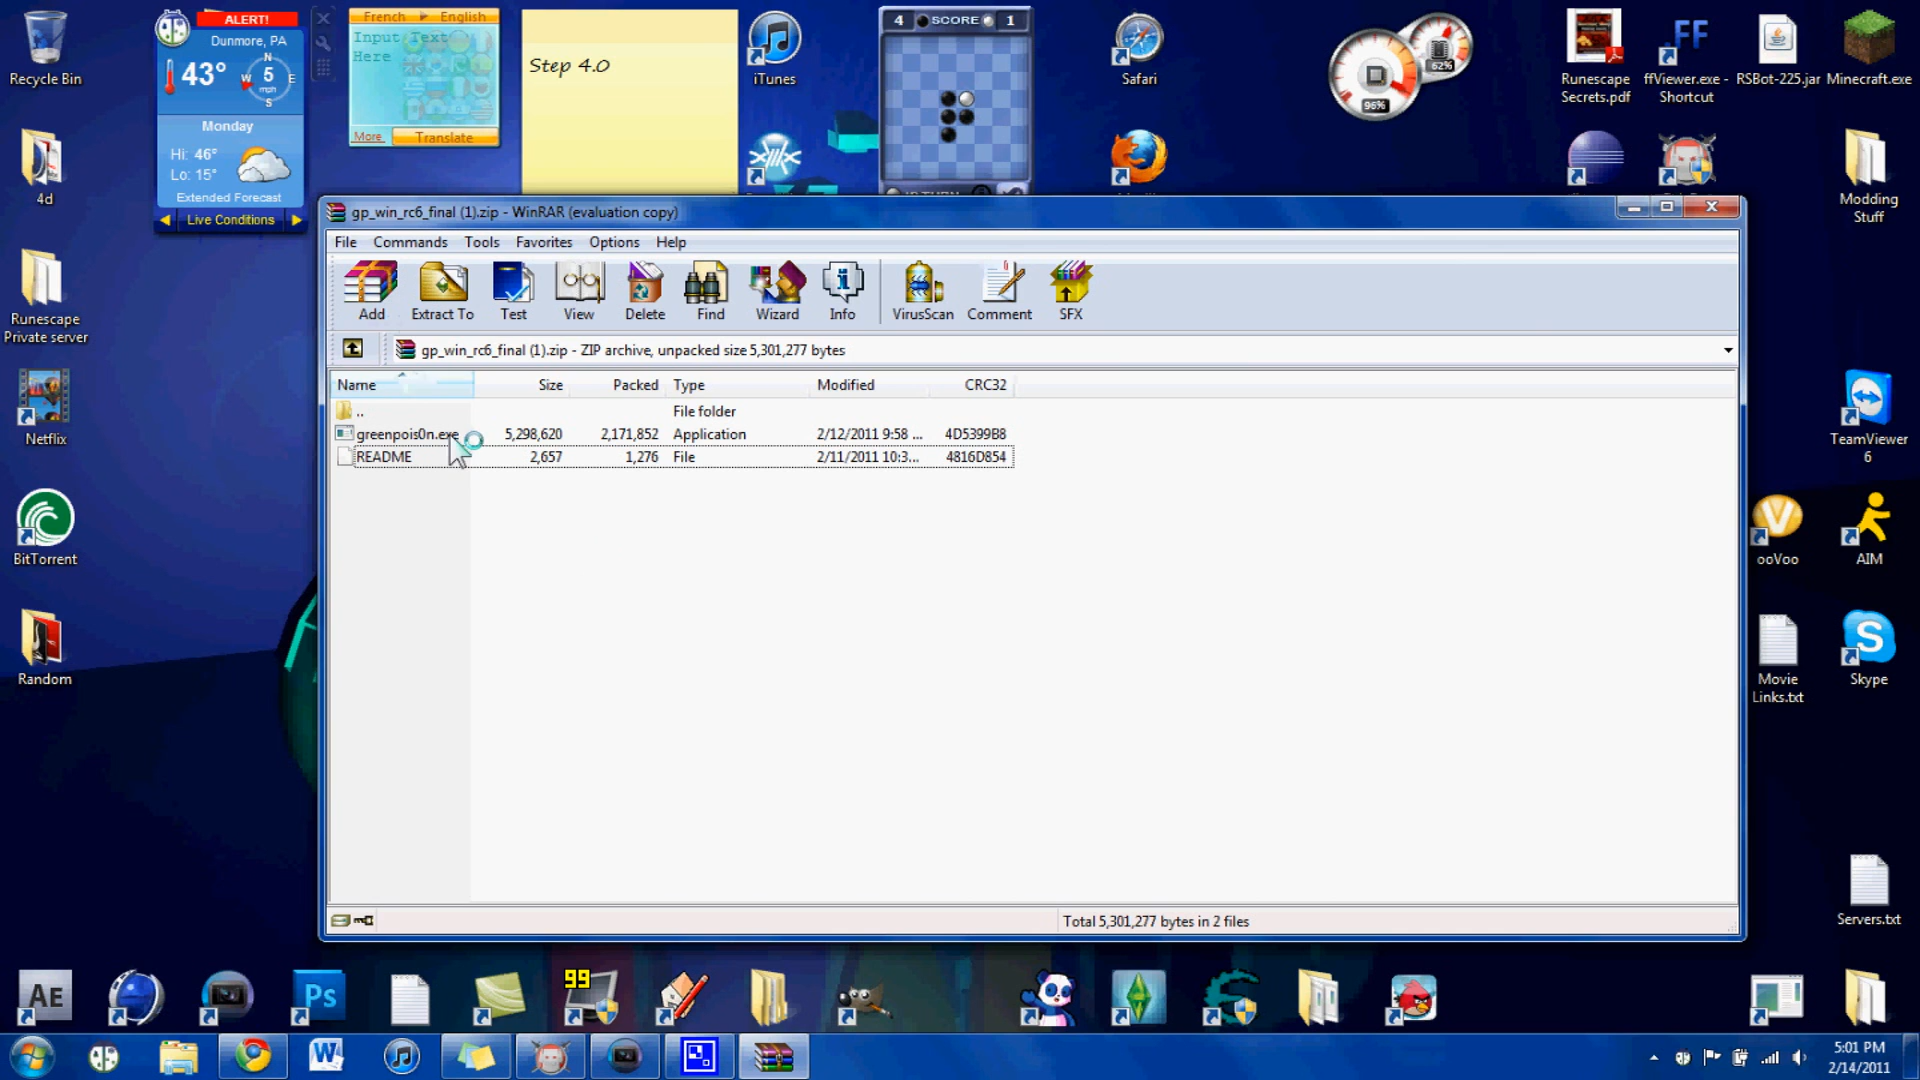 Recycle Bin
4d
Runescape
Private server
Netflix
BitTorrent
Random
ALERT!
Dunmore, PA
43°
N
W 5 E
mph
S
Monday
Hi: 46°
Lo: 15°
Extended Forecast
Live Conditions
French English
Input Text
Here
More
Translate
Step 4.0
iTunes
4 SCORE 1
Safari
96%
62%
Runescape
Secrets.pdf
FF
ffViewer.exe -
Shortcut
RSBot-225.jar
Minecraft.exe
Modding
Stuff
TeamViewer
6
ooVoo
AIM
Movie
Links.txt
Skype
Servers.txt
gp_win_rc6_final (1).zip - WinRAR (evaluation copy)
File Commands Tools Favorites Options Help
Add Extract To Test View Delete Find Wizard Info VirusScan Comment SFX
gp_win_rc6_final (1).zip - ZIP archive, unpacked size 5,301,277 bytes
Name Size Packed Type Modified CRC32
.. File folder
greenpois0n.exe 5,298,620 2,171,852 Application 2/12/2011 9:58 ... 4D5399B8
README 2,657 1,276 File 2/11/2011 10:3... 4816D854
Total 5,301,277 bytes in 2 files
AE
Ps
99
5:01 PM
2/14/2011